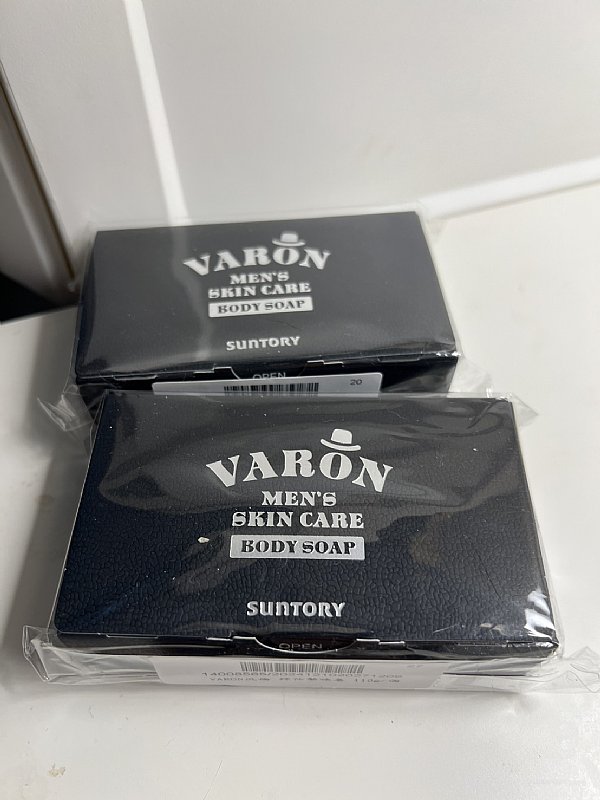 VARON
MEN'S
SKIN CARE
BODY SOAP
SUNTORY
OPEN
20
VARON
MEN'S
SKIN CARE
BODY SOAP
SUNTORY
OPEN